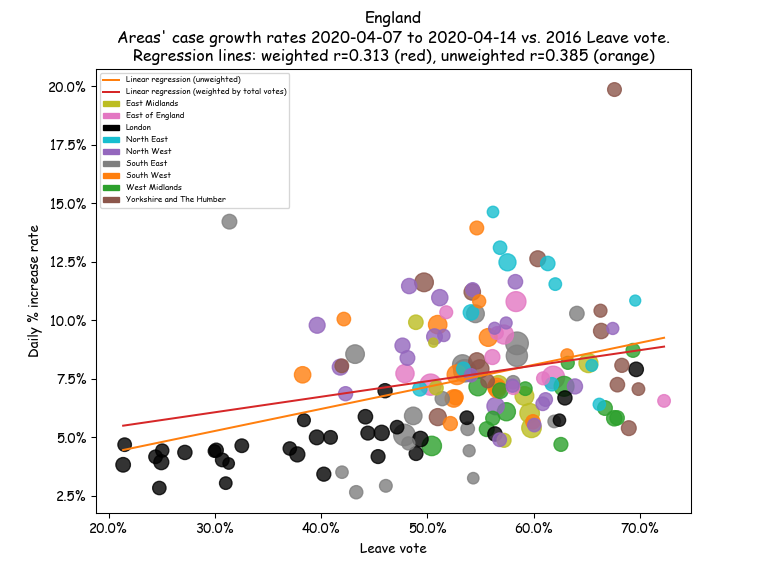 England
Areas' case growth rates 2020-04-07 to 2020-04-14 vs. 2016 Leave vote.
Regression lines: weighted r=0.313 (red), unweighted r=0.385 (orange)
Linear regression (unweighted)
Linear regression (weighted by total votes)
East Midlands
East of England
London
North East
North West
South East
South West
West Midlands
Yorkshire and The Humber
Daily % increase rate
20.0%
17.5%
15.0%
12.5%
10.0%
7.5%
5.0%
2.5%
20.0% 30.0% 40.0% 50.0% 60.0% 70.0%
Leave vote